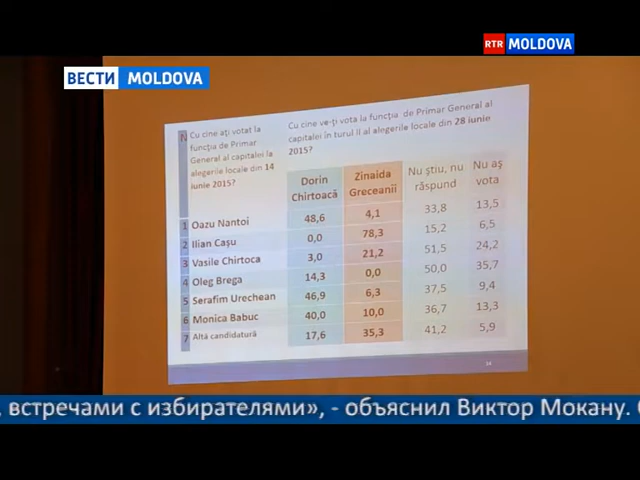 RTR MOLDOVA
ВЕСТИ MOLDOVA
N Cu cine ați votat la
funcția de Primar
General al capitalei la
alegerile locale din 14
iunie 2015?
Cu cine ve-ți vota la funcția de Primar General al
capitalei în turul II al alegerile locale din 28 iunie
2015?
Dorin Chirtoacă Zinaida Greceanii Nu știu, nu răspund Nu aș vota
1 Oazu Nantoi 48,6 4,1 33,8 13,5
2 Ilian Cașu 0,0 78,3 15,2 6,5
3 Vasile Chirtoca 3,0 21,2 51,5 24,2
4 Oleg Brega 14,3 0,0 50,0 35,7
5 Serafim Urechean 46,9 6,3 37,5 9,4
6 Monica Babuc 40,0 10,0 36,7 13,3
7 Altă candidatură 17,6 35,3 41,2 5,9
14
, встречами с избирателями», - объяснил Виктор Мокану.